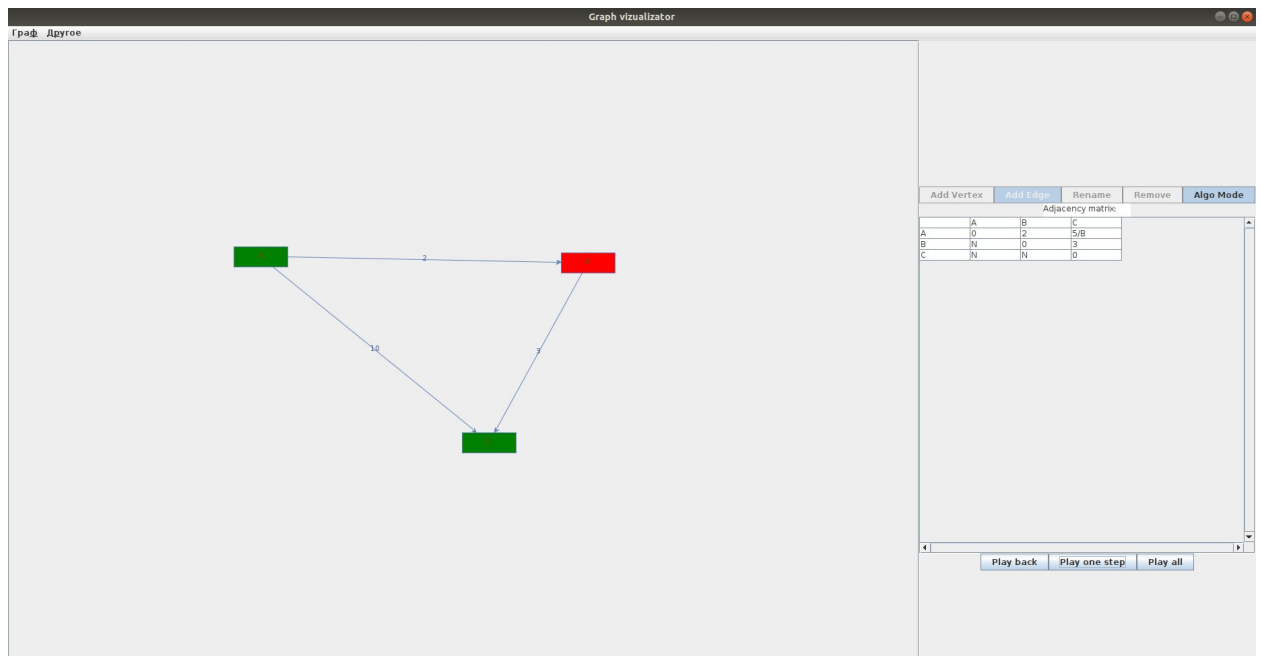 Graph vizualizator
Граф Другое
Add Vertex Add Edge Rename Remove Algo Mode
Adjacency matrix:
A B C
A 0 2 5/B
B N 0 3
C N N 0
2
10
3
Play back Play one step Play all